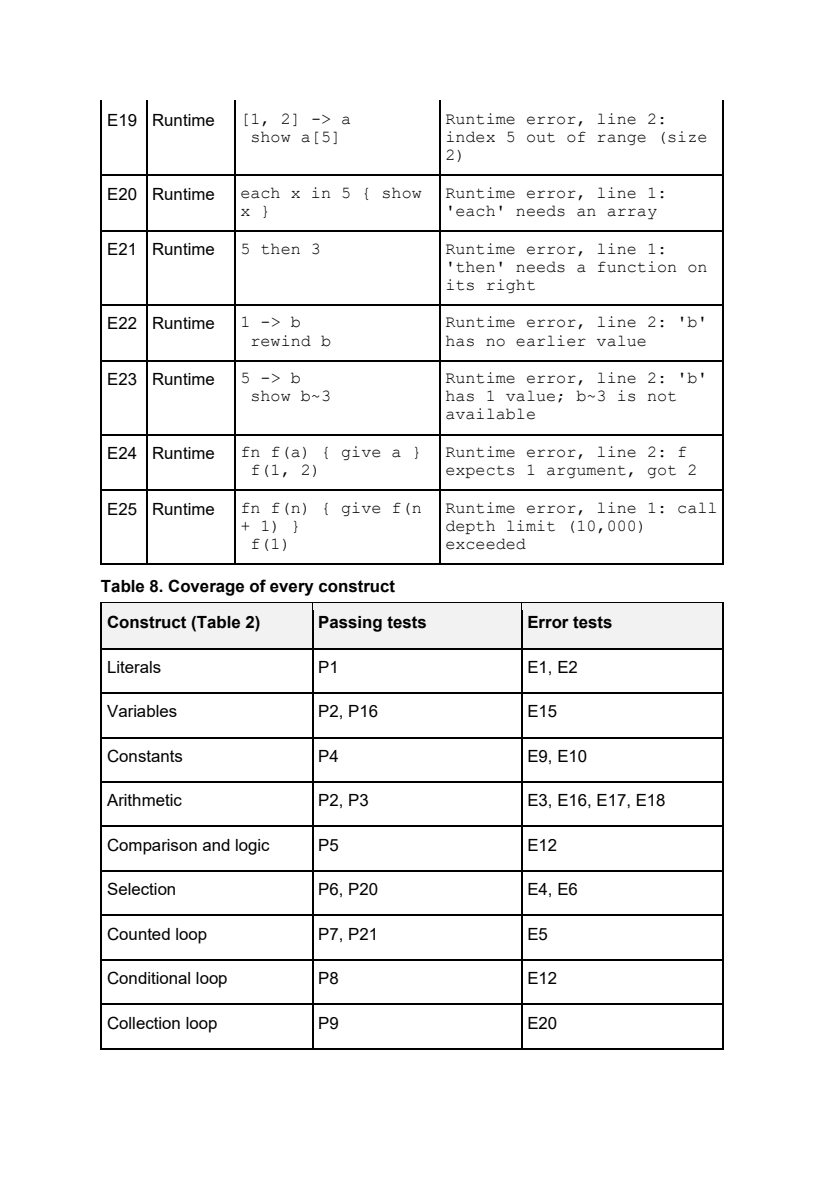 E19 Runtime [1, 2] -> a Runtime error, line 2:
show a[5] index 5 out of range (size
2)
E20 Runtime each x in 5 { show Runtime error, line 1:
x } 'each' needs an array
E21 Runtime 5 then 3 Runtime error, line 1:
'then' needs a function on
its right
E22 Runtime 1 -> b Runtime error, line 2: 'b'
rewind b has no earlier value
E23 Runtime 5 -> b Runtime error, line 2: 'b'
show b~3 has 1 value; b~3 is not
available
E24 Runtime fn f(a) { give a } Runtime error, line 2: f
f(1, 2) expects 1 argument, got 2
E25 Runtime fn f(n) { give f(n Runtime error, line 1: call
+ 1) } depth limit (10,000)
f(1) exceeded
Table 8. Coverage of every construct
Construct (Table 2) Passing tests Error tests
Literals P1 E1, E2
Variables P2, P16 E15
Constants P4 E9, E10
Arithmetic P2, P3 E3, E16, E17, E18
Comparison and logic P5 E12
Selection P6, P20 E4, E6
Counted loop P7, P21 E5
Conditional loop P8 E12
Collection loop P9 E20